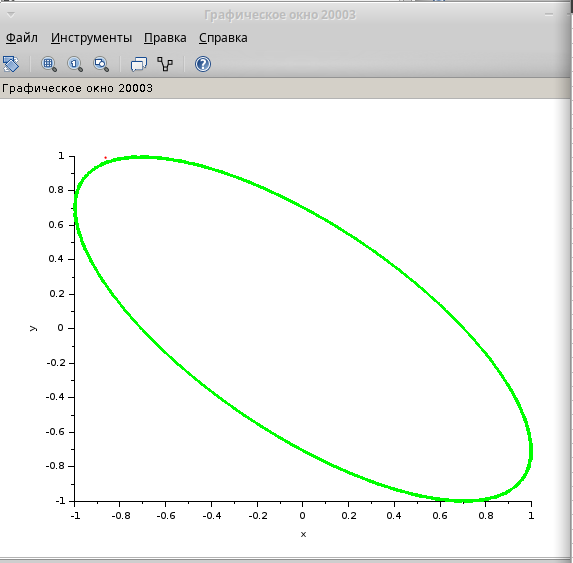 Графическое окно 20003
Файл Инструменты Правка Справка
1 ?
Графическое окно 20003
1
0.8
0.6
0.4
0.2
0
-0.2
-0.4
-0.6
-0.8
-1
y
-1 -0.8 -0.6 -0.4 -0.2 0 0.2 0.4 0.6 0.8 1
x